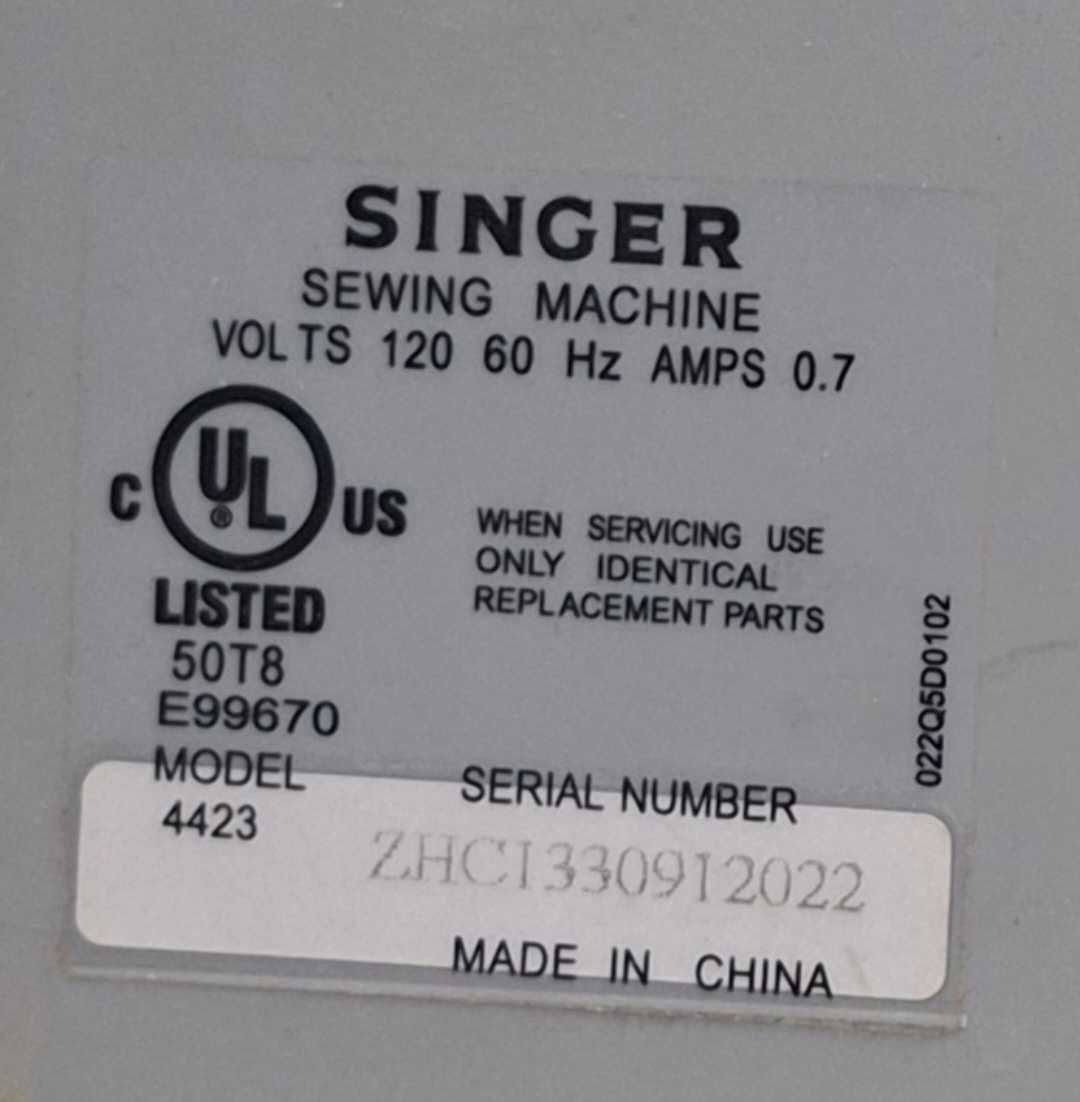 SINGER
SEWING MACHINE
VOLTS 120 60 Hz AMPS 0.7
C UL® US
LISTED
50T8
E99670
WHEN SERVICING USE
ONLY IDENTICAL
REPLACEMENT PARTS
022Q5D0102
MODEL
4423
SERIAL NUMBER
ZHC1330912022
MADE IN CHINA